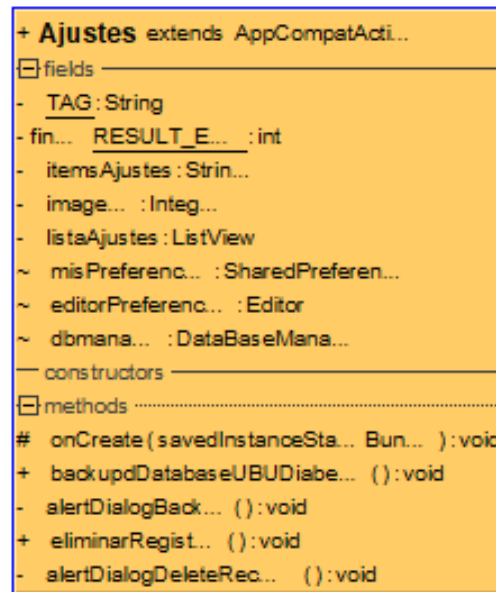 + Ajustes extends AppCompatActi...
fields
- TAG : String
- fin... RESULT_E... : int
- itemsAjustes : Strin...
- image... : Integ...
- listaAjustes : ListView
~ misPreferenc... : SharedPreferen...
~ editorPreferenc... : Editor
~ dbmana... : DataBaseMana...
constructors
methods
# onCreate ( savedInstanceSta... Bun... ) : void
+ backupdDatabaseUBUDiabe... () : void
- alertDialogBack... () : void
+ eliminarRegist... () : void
- alertDialogDeleteRec... () : void